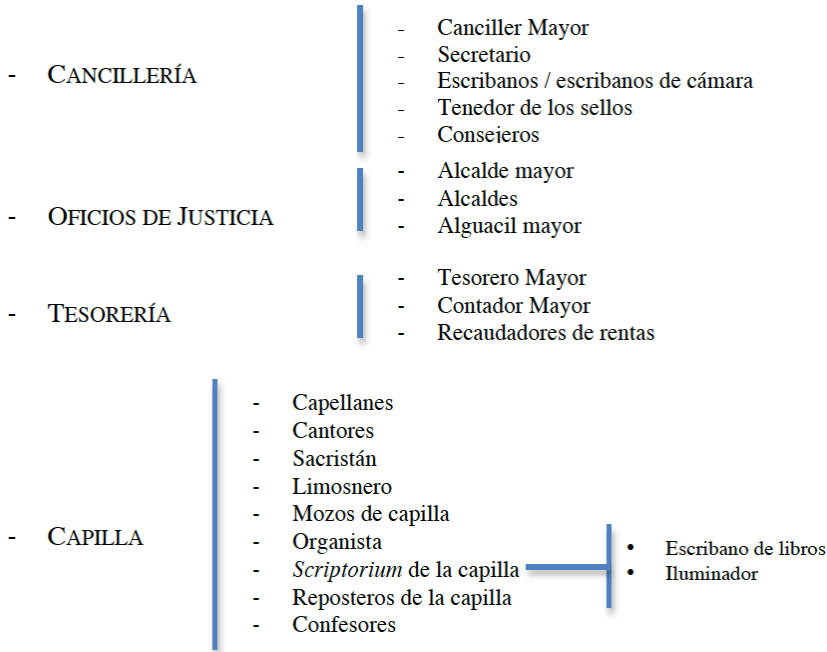 - CANCILLERÍA
- Canciller Mayor
- Secretario
- Escribanos / escribanos de cámara
- Tenedor de los sellos
- Consejeros
- OFICIOS DE JUSTICIA
- Alcalde mayor
- Alcaldes
- Alguacil mayor
- TESORERÍA
- Tesorero Mayor
- Contador Mayor
- Recaudadores de rentas
- CAPILLA
- Capellanes
- Cantores
- Sacristán
- Limosnero
- Mozos de capilla
- Organista
- Scriptorium de la capilla
• Escribano de libros
• Iluminador
- Reposteros de la capilla
- Confesores